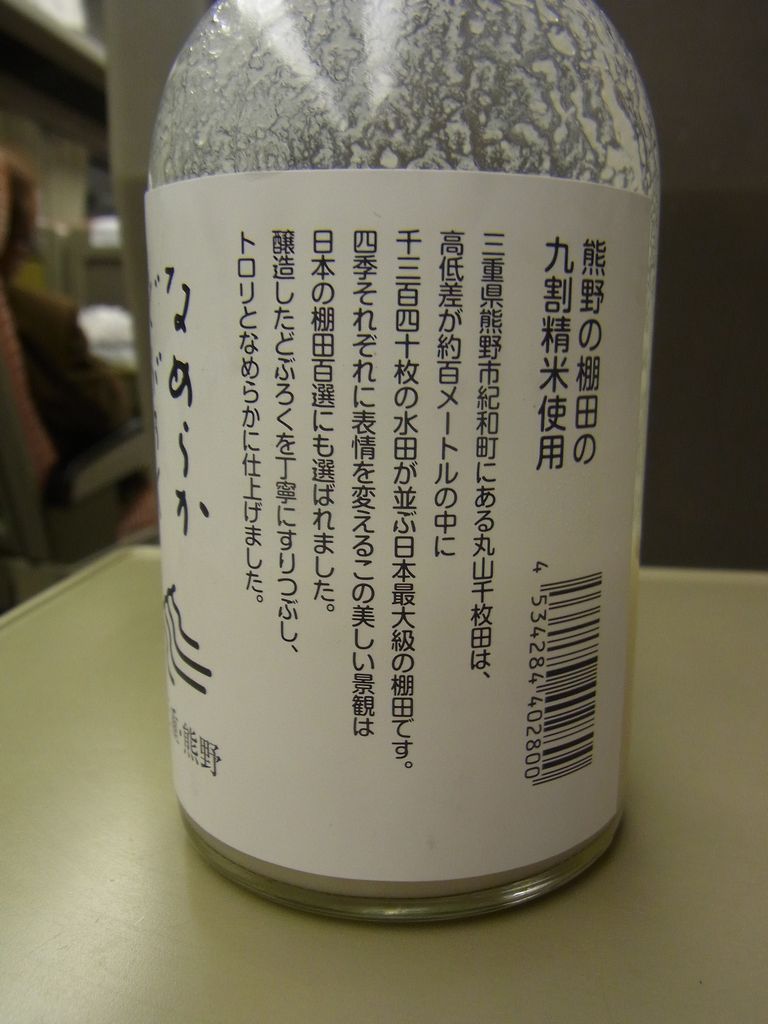 熊野の棚田の
九割精米使用
三重県熊野市紀和町にある丸山千枚田は、
高低差が約百メートルの中に
千三百四十枚の水田が並ぶ日本最大級の棚田です。
四季それぞれに表情を変えるこの美しい景観は
日本の棚田百選にも選ばれました。
醸造したどぶろくを丁寧にすりつぶし、
トロリとなめらかに仕上げました。
4 534284 402800
なめらか
重・熊野